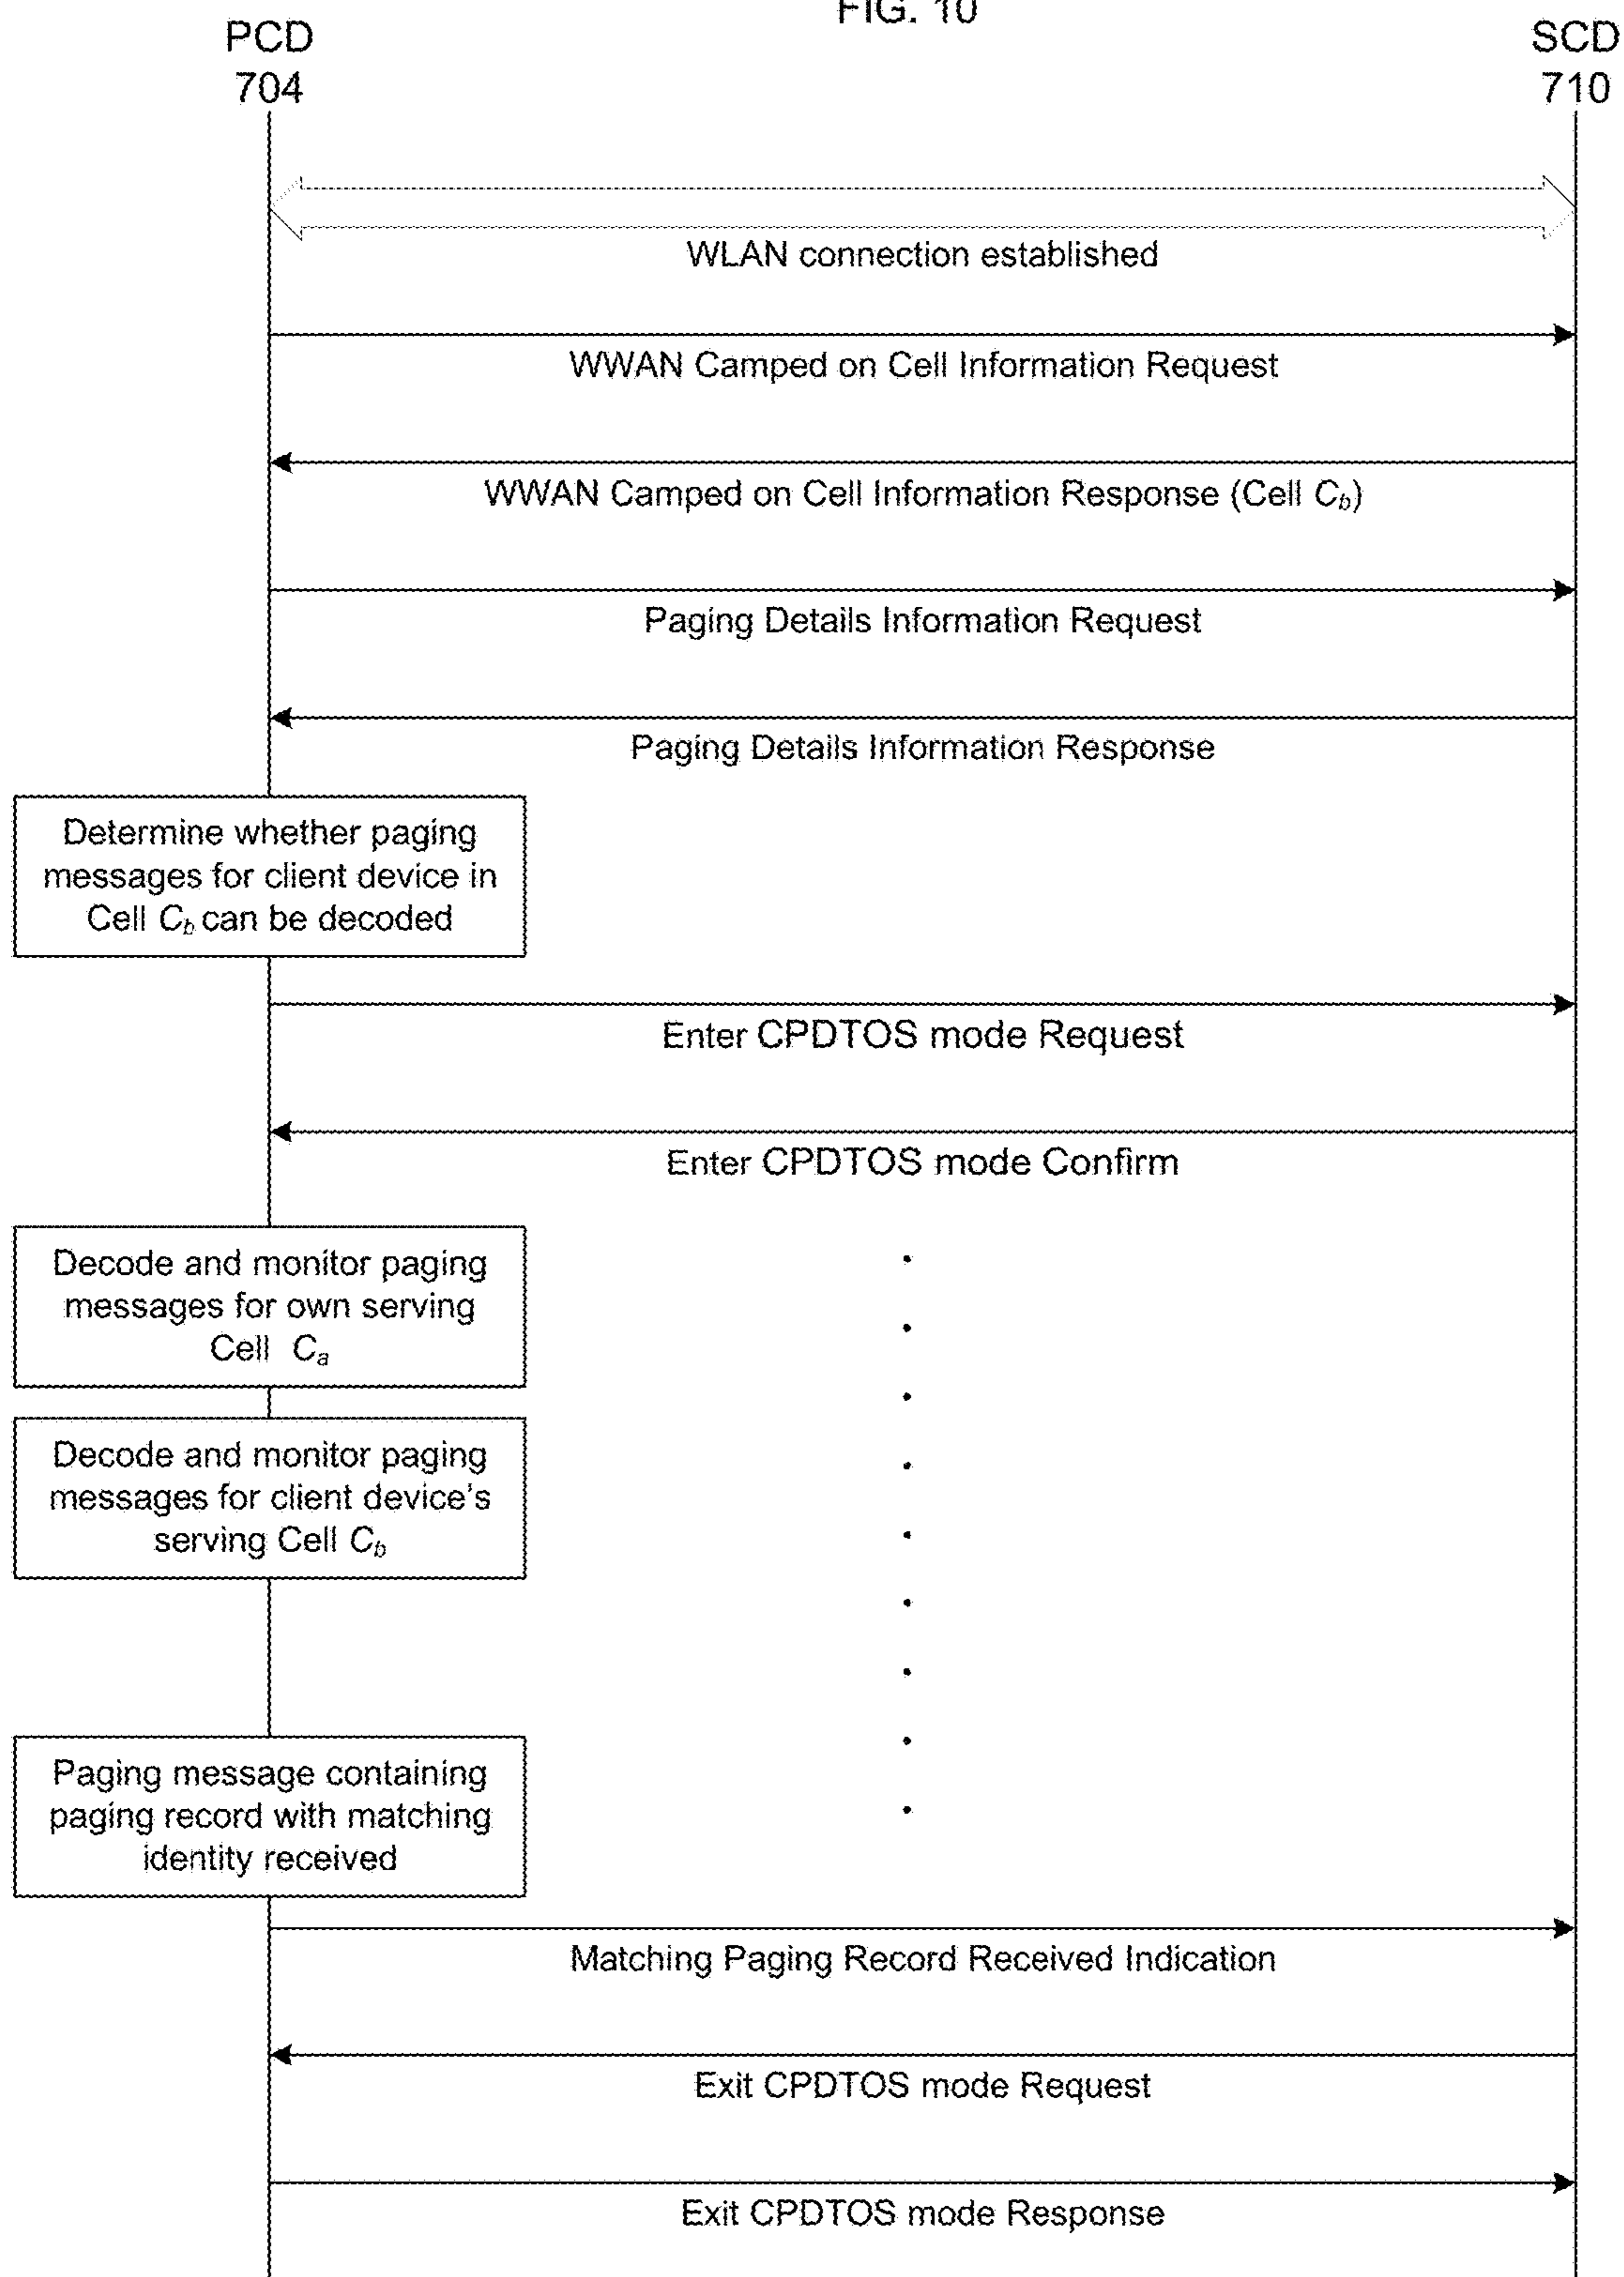 FIG. 10
PCD
704
SCD
710
WLAN connection established
WWAN Camped on Cell Information Request
WWAN Camped on Cell Information Response (Cell C_b)
Paging Details Information Request
Paging Details Information Response
Determine whether paging
messages for client device in
Cell C_b can be decoded
Enter CPDTOS mode Request
Enter CPDTOS mode Confirm
Decode and monitor paging
messages for own serving
Cell C_a
Decode and monitor paging
messages for client device's
serving Cell C_b
Paging message containing
paging record with matching
identity received
Matching Paging Record Received Indication
Exit CPDTOS mode Request
Exit CPDTOS mode Response